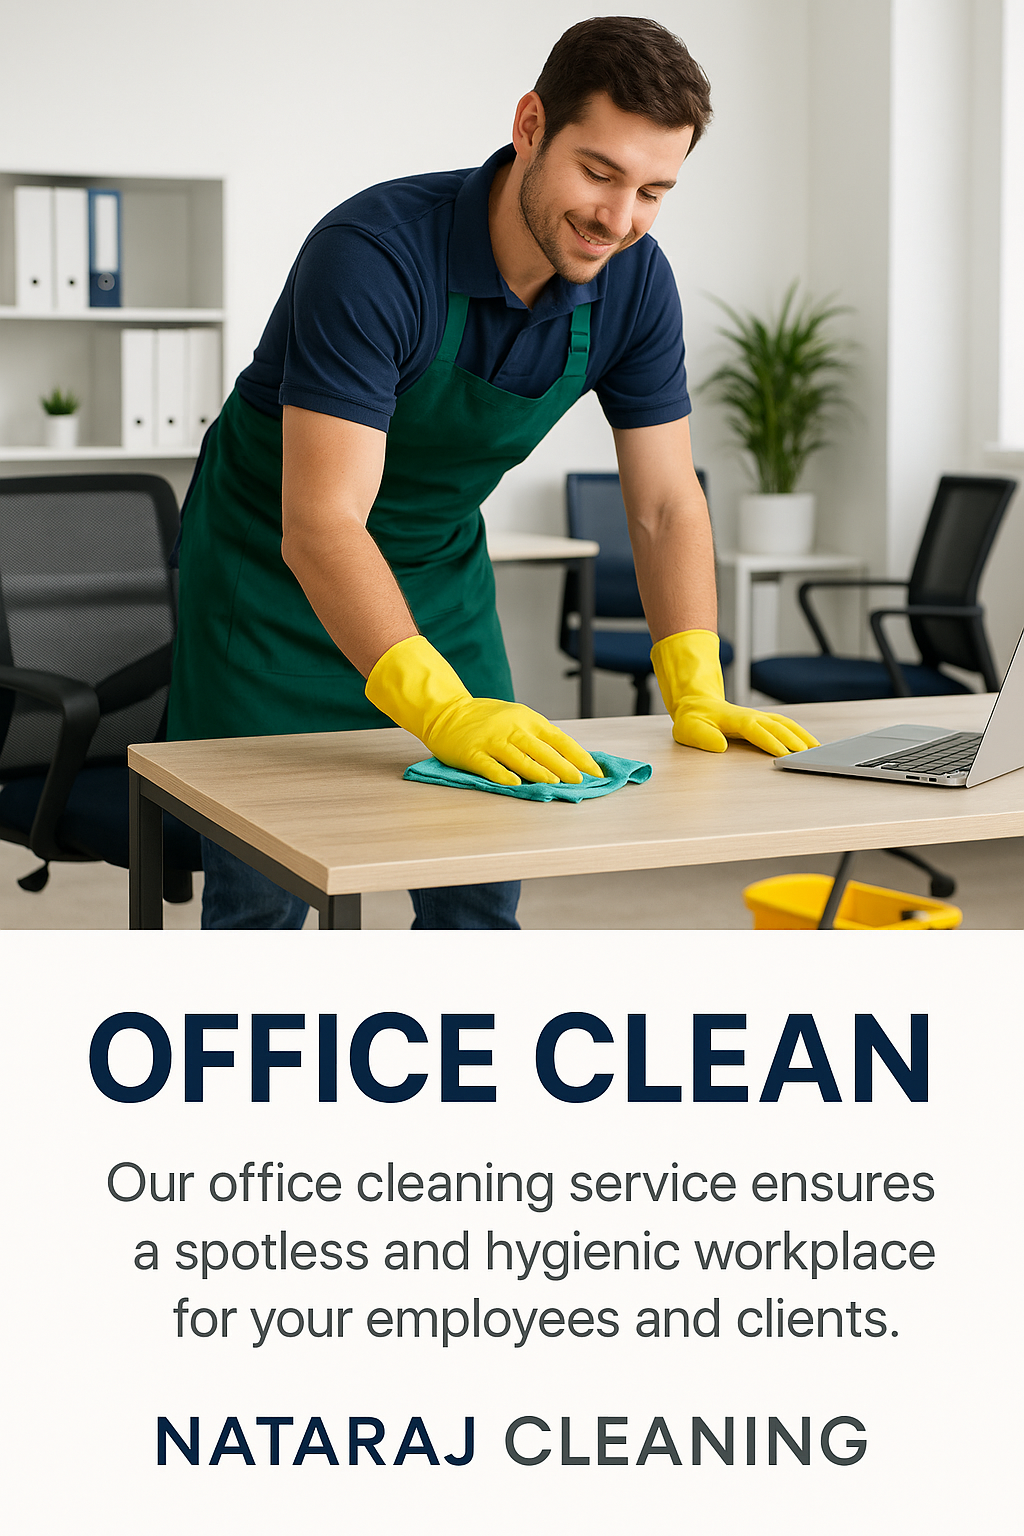 OFFICE CLEAN
Our office cleaning service ensures
a spotless and hygienic workplace
for your employees and clients.
NATARAJ CLEANING